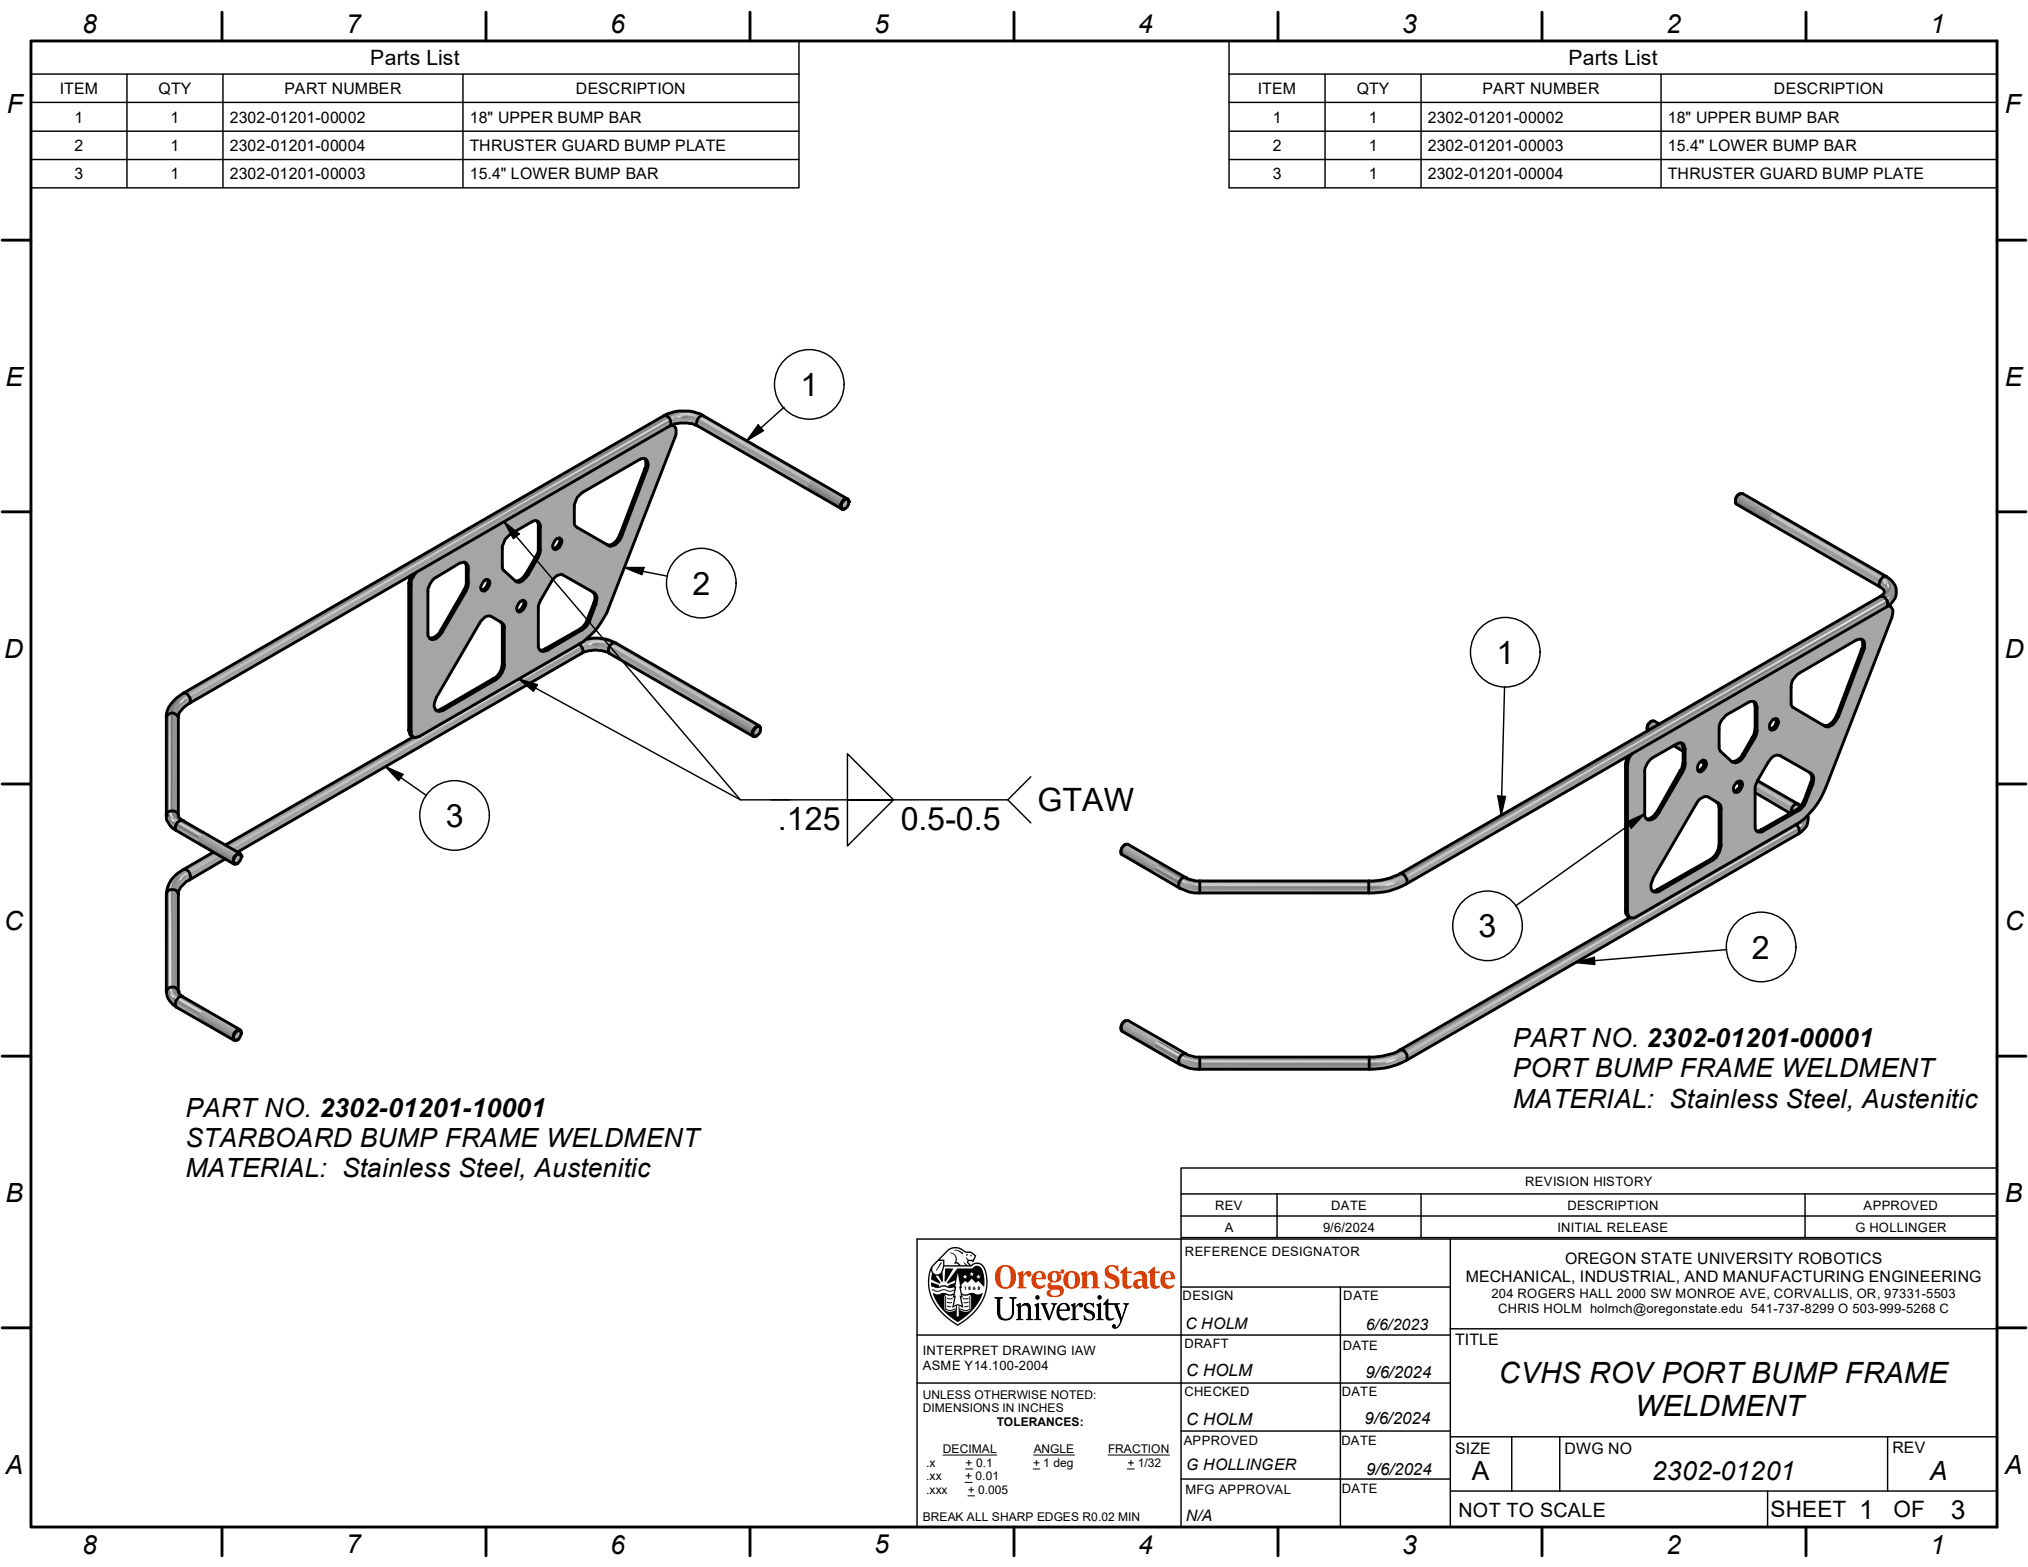 8 7 6 5 4 3 2 1
Parts List
ITEM QTY PART NUMBER DESCRIPTION
1 1 2302-01201-00002 18" UPPER BUMP BAR
2 1 2302-01201-00004 THRUSTER GUARD BUMP PLATE
3 1 2302-01201-00003 15.4" LOWER BUMP BAR
Parts List
ITEM QTY PART NUMBER DESCRIPTION
1 1 2302-01201-00002 18" UPPER BUMP BAR
2 1 2302-01201-00003 15.4" LOWER BUMP BAR
3 1 2302-01201-00004 THRUSTER GUARD BUMP PLATE
F F
E E
D D
C C
B B
A A
1
2
3
.125 0.5-0.5 GTAW
1
3
2
PART NO. 2302-01201-00001
PORT BUMP FRAME WELDMENT
MATERIAL: Stainless Steel, Austenitic
PART NO. 2302-01201-10001
STARBOARD BUMP FRAME WELDMENT
MATERIAL: Stainless Steel, Austenitic
REVISION HISTORY
REV DATE DESCRIPTION APPROVED
A 9/6/2024 INITIAL RELEASE G HOLLINGER
Oregon State
University
INTERPRET DRAWING IAW
ASME Y14.100-2004
UNLESS OTHERWISE NOTED:
DIMENSIONS IN INCHES
TOLERANCES:
DECIMAL ANGLE FRACTION
.x ± 0.1 ± 1 deg ± 1/32
.xx ± 0.01
.xxx ± 0.005
BREAK ALL SHARP EDGES R0.02 MIN
REFERENCE DESIGNATOR
DESIGN DATE
C HOLM 6/6/2023
DRAFT DATE
C HOLM 9/6/2024
CHECKED DATE
C HOLM 9/6/2024
APPROVED DATE
G HOLLINGER 9/6/2024
MFG APPROVAL DATE
N/A
OREGON STATE UNIVERSITY ROBOTICS
MECHANICAL, INDUSTRIAL, AND MANUFACTURING ENGINEERING
204 ROGERS HALL 2000 SW MONROE AVE, CORVALLIS, OR, 97331-5503
CHRIS HOLM holmch@oregonstate.edu 541-737-8299 O 503-999-5268 C
TITLE
CVHS ROV PORT BUMP FRAME
WELDMENT
SIZE DWG NO REV
A 2302-01201 A
NOT TO SCALE SHEET 1 OF 3
8 7 6 5 4 3 2 1